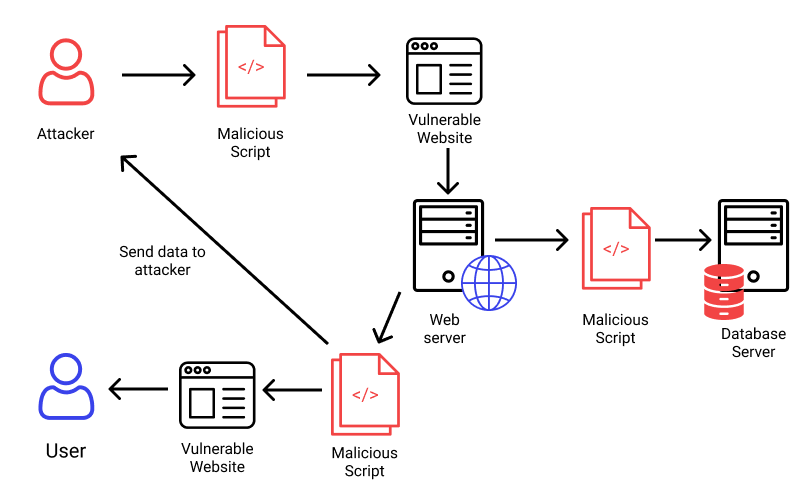 </>
Attacker
Malicious
Script
Vulnerable
Website
Send data to
attacker
</>
Web
server
Malicious
Script
Database
Server
</>
User
Vulnerable
Website
Malicious
Script